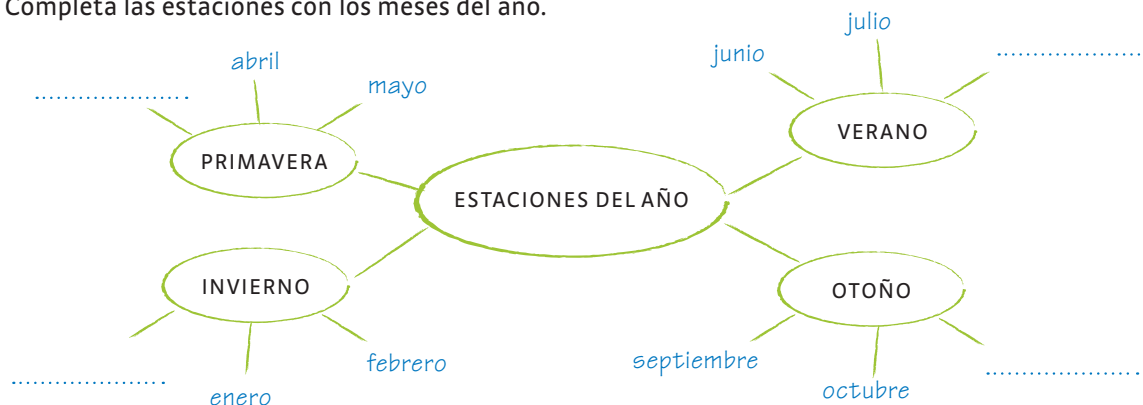 Completa las estaciones con los meses del año.
abril
mayo
....................
PRIMAVERA
junio
julio
....................
VERANO
ESTACIONES DEL AÑO
INVIERNO
....................
enero
febrero
OTOÑO
septiembre
octubre
....................